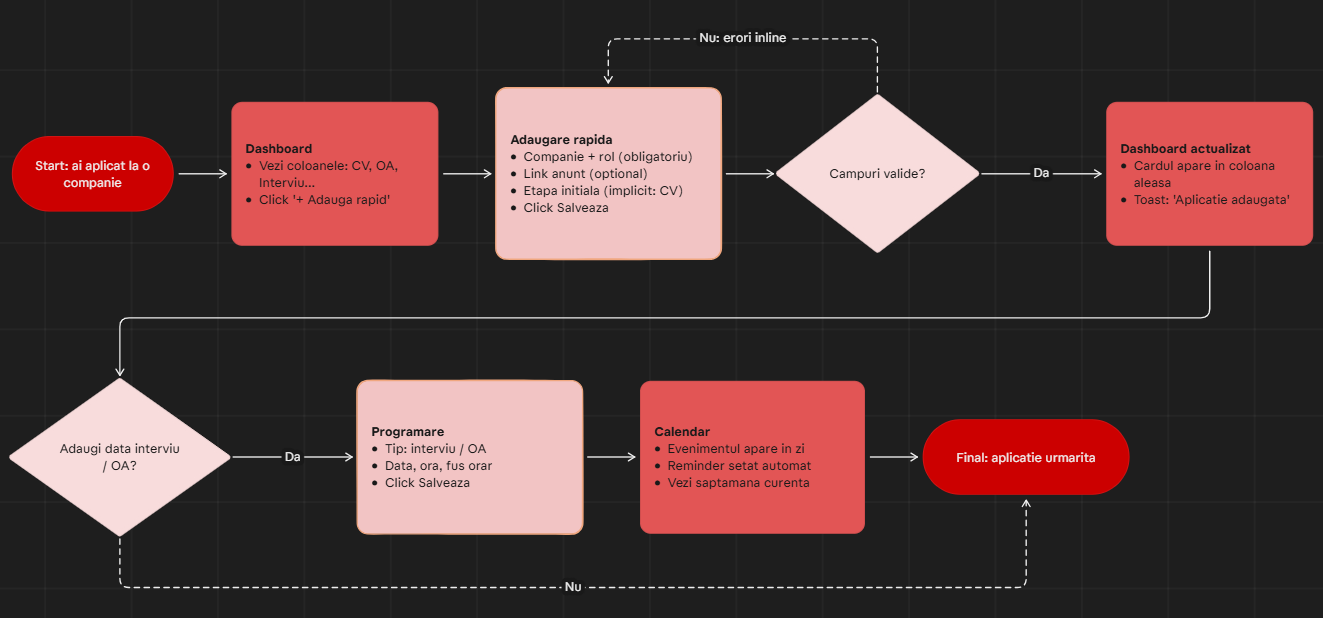 Nu: erori inline
Start: ai aplicat la o
companie
Dashboard
• Vezi coloanele: CV, OA,
Interviu...
• Click '+ Adauga rapid'
Adaugare rapida
• Companie + rol (obligatoriu)
• Link anunt (optional)
• Etapa initiala (implicit: CV)
• Click Salveaza
Campuri valide?
Da
Dashboard actualizat
• Cardul apare in coloana
aleasa
• Toast: 'Aplicatie adaugata'
Adaugi data interviu
/ OA?
Da
Programare
• Tip: interviu / OA
• Data, ora, fus orar
• Click Salveaza
Calendar
• Evenimentul apare in zi
• Reminder setat automat
• Vezi saptamana curenta
Final: aplicatie urmarita
Nu